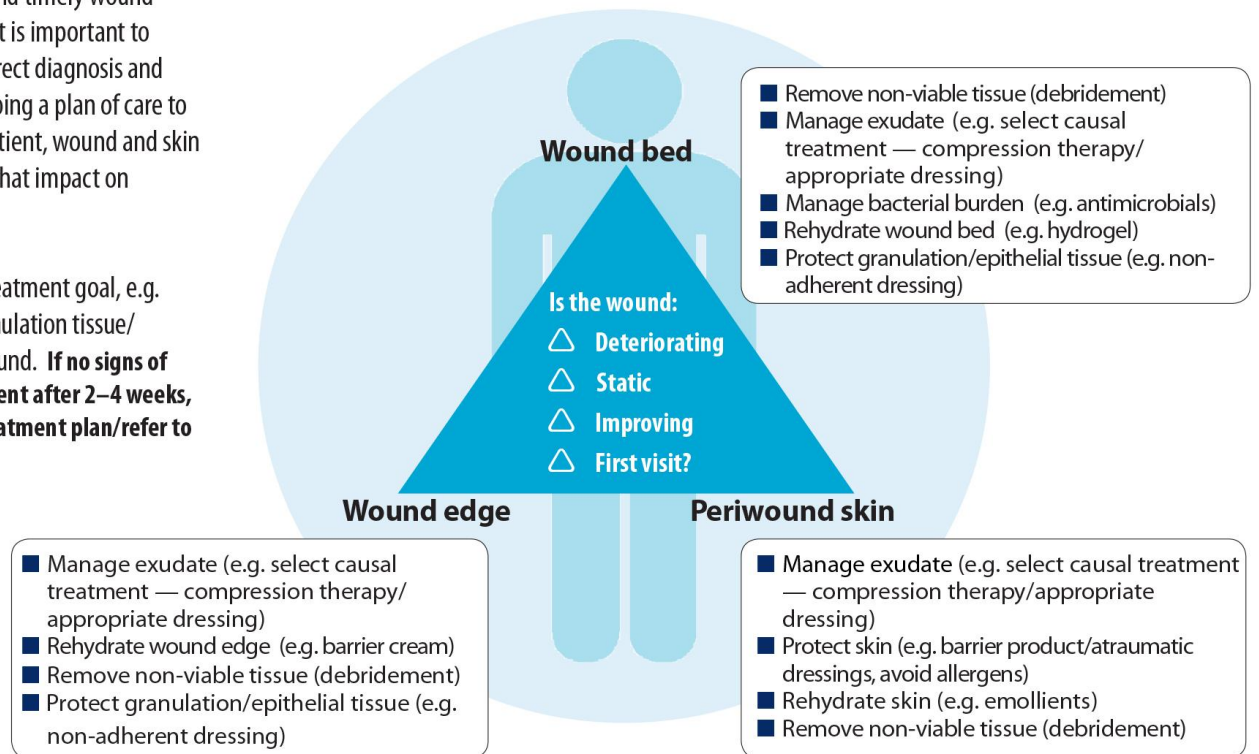 t is important to
rect diagnosis and
ping a plan of care to
tient, wound and skin
hat impact on
eatment goal, e.g.
nulation tissue/
und. If no signs of
ent after 2–4 weeks,
atment plan/refer to
Wound bed
■ Remove non-viable tissue (debridement)
■ Manage exudate (e.g. select causal
treatment — compression therapy/
appropriate dressing)
■ Manage bacterial burden (e.g. antimicrobials)
■ Rehydrate wound bed (e.g. hydrogel)
■ Protect granulation/epithelial tissue (e.g. non-
adherent dressing)
Is the wound:
△ Deteriorating
△ Static
△ Improving
△ First visit?
Wound edge
■ Manage exudate (e.g. select causal
treatment — compression therapy/
appropriate dressing)
■ Rehydrate wound edge (e.g. barrier cream)
■ Remove non-viable tissue (debridement)
■ Protect granulation/epithelial tissue (e.g.
non-adherent dressing)
Periwound skin
■ Manage exudate (e.g. select causal treatment
— compression therapy/appropriate
dressing)
■ Protect skin (e.g. barrier product/atraumatic
dressings, avoid allergens)
■ Rehydrate skin (e.g. emollients)
■ Remove non-viable tissue (debridement)